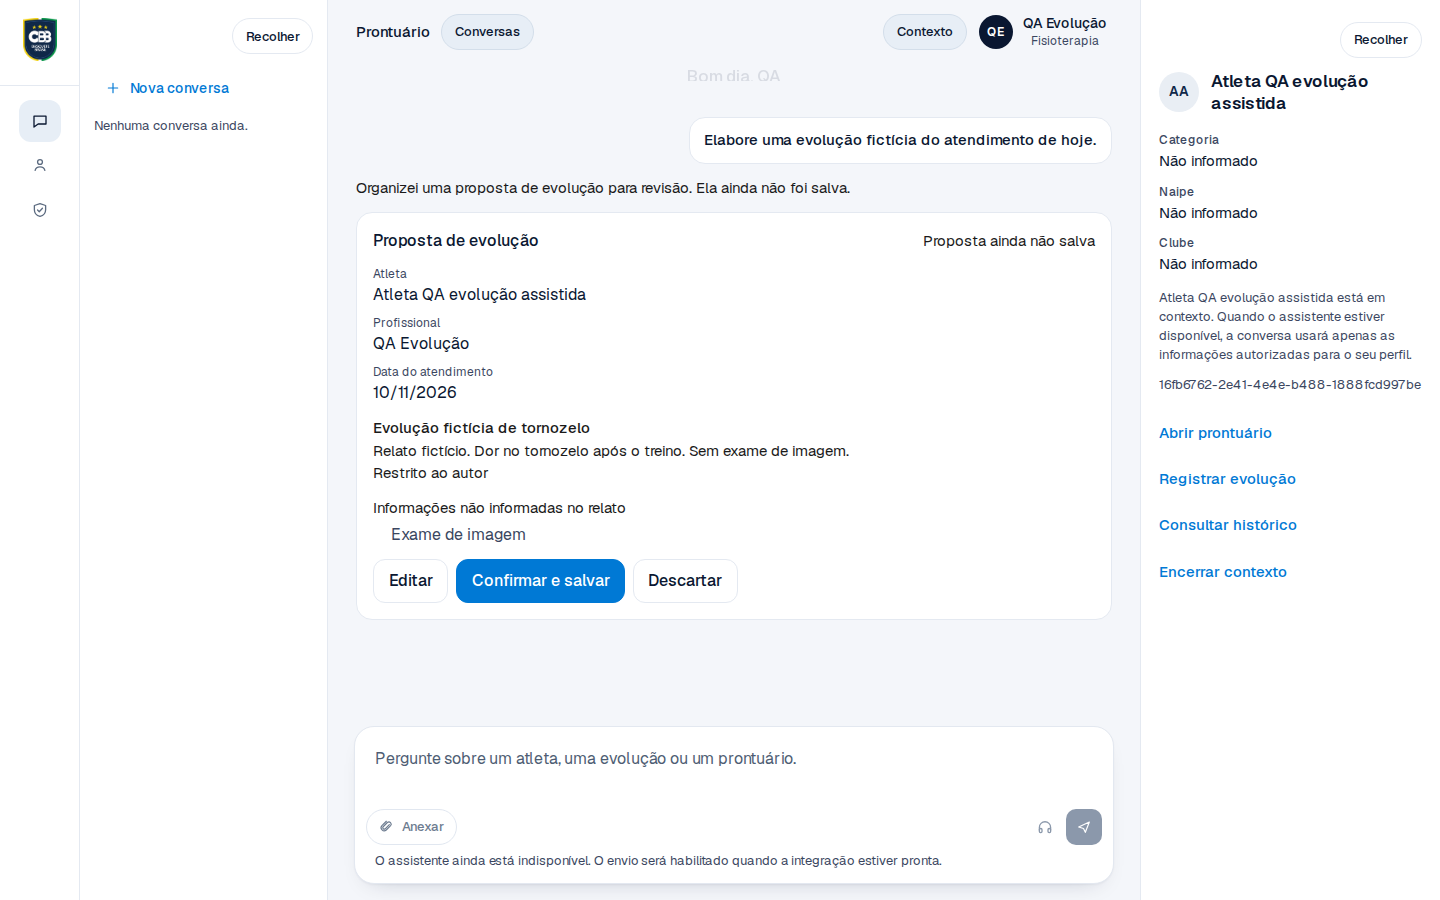 CBB
Recolher
Nova conversa
Nenhuma conversa ainda.
Prontuário
Conversas
Contexto
QE
QA Evolução
Fisioterapia
Bom dia, QA
Elabore uma evolução fictícia do atendimento de hoje.
Organizei uma proposta de evolução para revisão. Ela ainda não foi salva.
Proposta de evolução
Proposta ainda não salva
Atleta
Atleta QA evolução assistida
Profissional
QA Evolução
Data do atendimento
10/11/2026
Evolução fictícia de tornozelo
Relato fictício. Dor no tornozelo após o treino. Sem exame de imagem.
Restrito ao autor
Informações não informadas no relato
Exame de imagem
Editar
Confirmar e salvar
Descartar
Pergunte sobre um atleta, uma evolução ou um prontuário.
Anexar
O assistente ainda está indisponível. O envio será habilitado quando a integração estiver pronta.
Recolher
AA
Atleta QA evolução
assistida
Categoria
Não informado
Naipe
Não informado
Clube
Não informado
Atleta QA evolução assistida está em
contexto. Quando o assistente estiver
disponível, a conversa usará apenas as
informações autorizadas para o seu perfil.
16fb6762-2e41-4e4e-b488-1888fcd997be
Abrir prontuário
Registrar evolução
Consultar histórico
Encerrar contexto